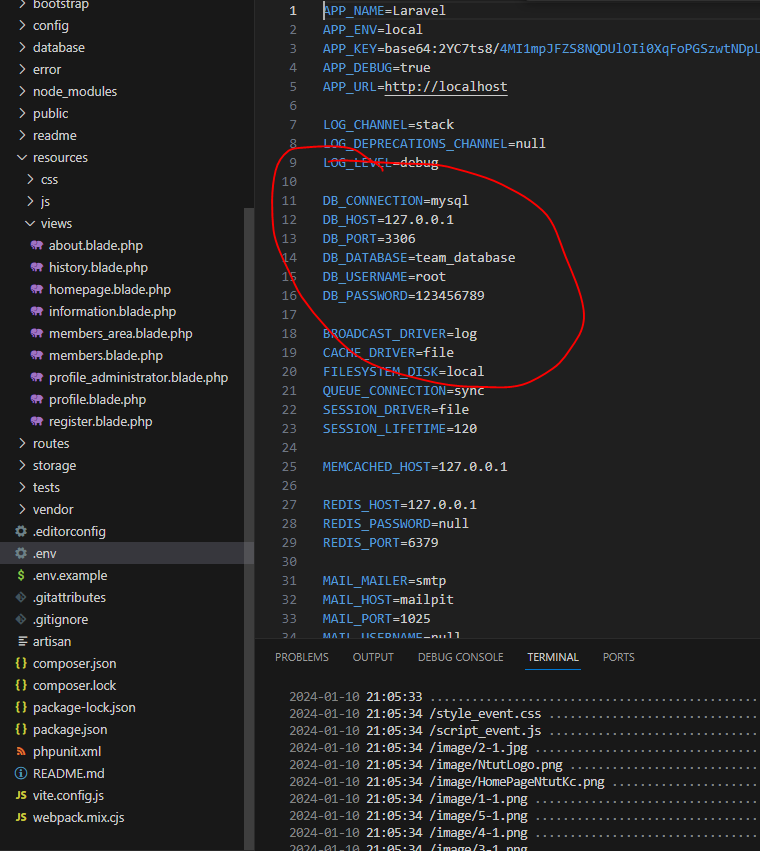 bootstrap
config
database
error
node_modules
public
readme
resources
css
js
views
about.blade.php
history.blade.php
homepage.blade.php
information.blade.php
members_area.blade.php
members.blade.php
profile_administrator.blade.php
profile.blade.php
register.blade.php
routes
storage
tests
vendor
.editorconfig
.env
.env.example
.gitattributes
.gitignore
artisan
composer.json
composer.lock
package-lock.json
package.json
phpunit.xml
README.md
vite.config.js
webpack.mix.cjs
1 APP_NAME=Laravel
2 APP_ENV=local
3 APP_KEY=base64:2YC7ts8/4MI1mpJFZS8NQDUlOIi0XqFoPGSzwtNDpL
4 APP_DEBUG=true
5 APP_URL=http://localhost
6
7 LOG_CHANNEL=stack
8 LOG_DEPRECATIONS_CHANNEL=null
9 LOG_LEVEL=debug
10
11 DB_CONNECTION=mysql
12 DB_HOST=127.0.0.1
13 DB_PORT=3306
14 DB_DATABASE=team_database
15 DB_USERNAME=root
16 DB_PASSWORD=123456789
17
18 BROADCAST_DRIVER=log
19 CACHE_DRIVER=file
20 FILESYSTEM_DISK=local
21 QUEUE_CONNECTION=sync
22 SESSION_DRIVER=file
23 SESSION_LIFETIME=120
24
25 MEMCACHED_HOST=127.0.0.1
26
27 REDIS_HOST=127.0.0.1
28 REDIS_PASSWORD=null
29 REDIS_PORT=6379
30
31 MAIL_MAILER=smtp
32 MAIL_HOST=mailpit
33 MAIL_PORT=1025
34 MAIL_USERNAME=null
PROBLEMS OUTPUT DEBUG CONSOLE TERMINAL PORTS
2024-01-10 21:05:33 ........................................
2024-01-10 21:05:34 /style_event.css ..........................
2024-01-10 21:05:34 /script_event.js ..........................
2024-01-10 21:05:34 /image/2-1.jpg ............................
2024-01-10 21:05:34 /image/NtutLogo.png ........................
2024-01-10 21:05:34 /image/HomePageNtutKc.png ..................
2024-01-10 21:05:34 /image/1-1.png ............................
2024-01-10 21:05:34 /image/5-1.png ............................
2024-01-10 21:05:34 /image/4-1.png ............................
2024-01-10 21:05:34 /image/3-1.png ............................